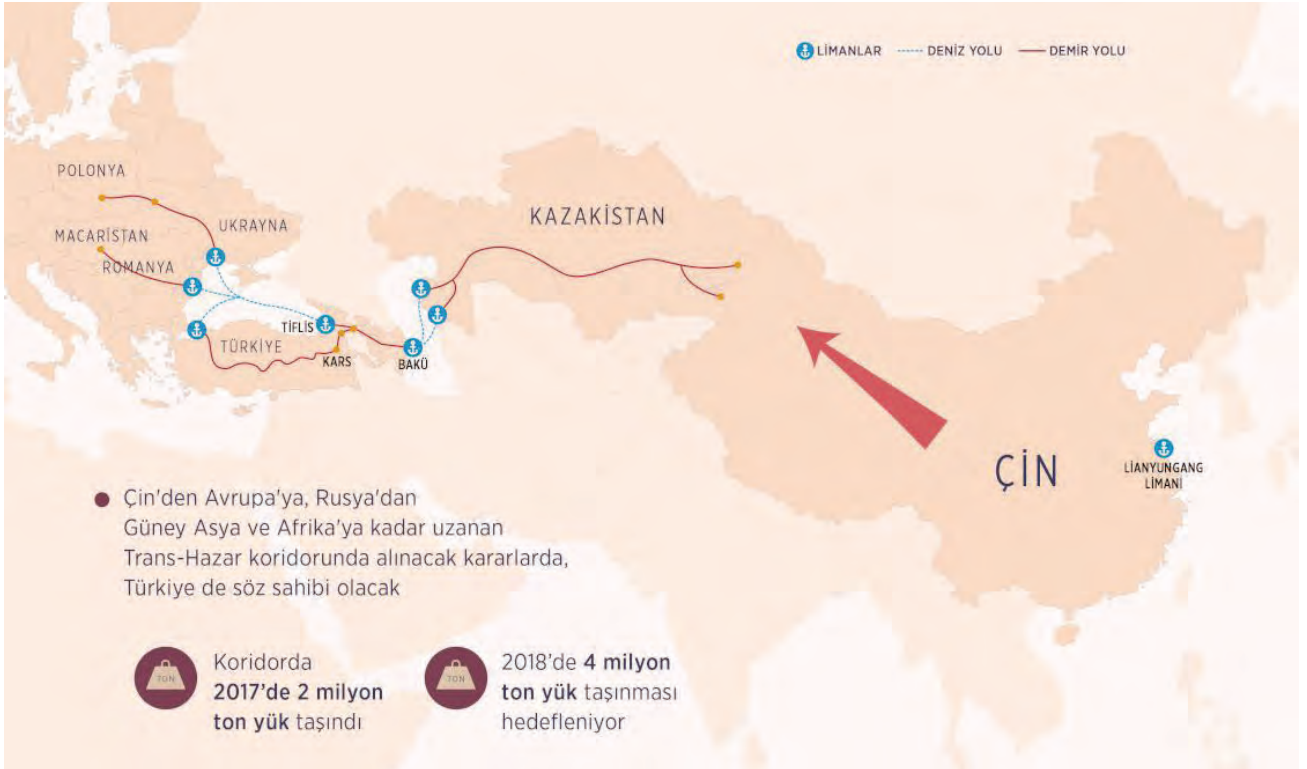 LİMANLAR DENİZ YOLU DEMİR YOLU
POLONYA
UKRAYNA
MACARİSTAN
ROMANYA
KAZAKİSTAN
TİFLİS
TÜRKİYE
KARS
BAKÜ
ÇİN
LİANYUNGANG
LİMANI
Çin'den Avrupa'ya, Rusya'dan
Güney Asya ve Afrika'ya kadar uzanan
Trans-Hazar koridorunda alınacak kararlarda,
Türkiye de söz sahibi olacak
TON
Koridorda
2017'de 2 milyon
ton yük taşındı
TON
2018'de 4 milyon
ton yük taşınması
hedefleniyor